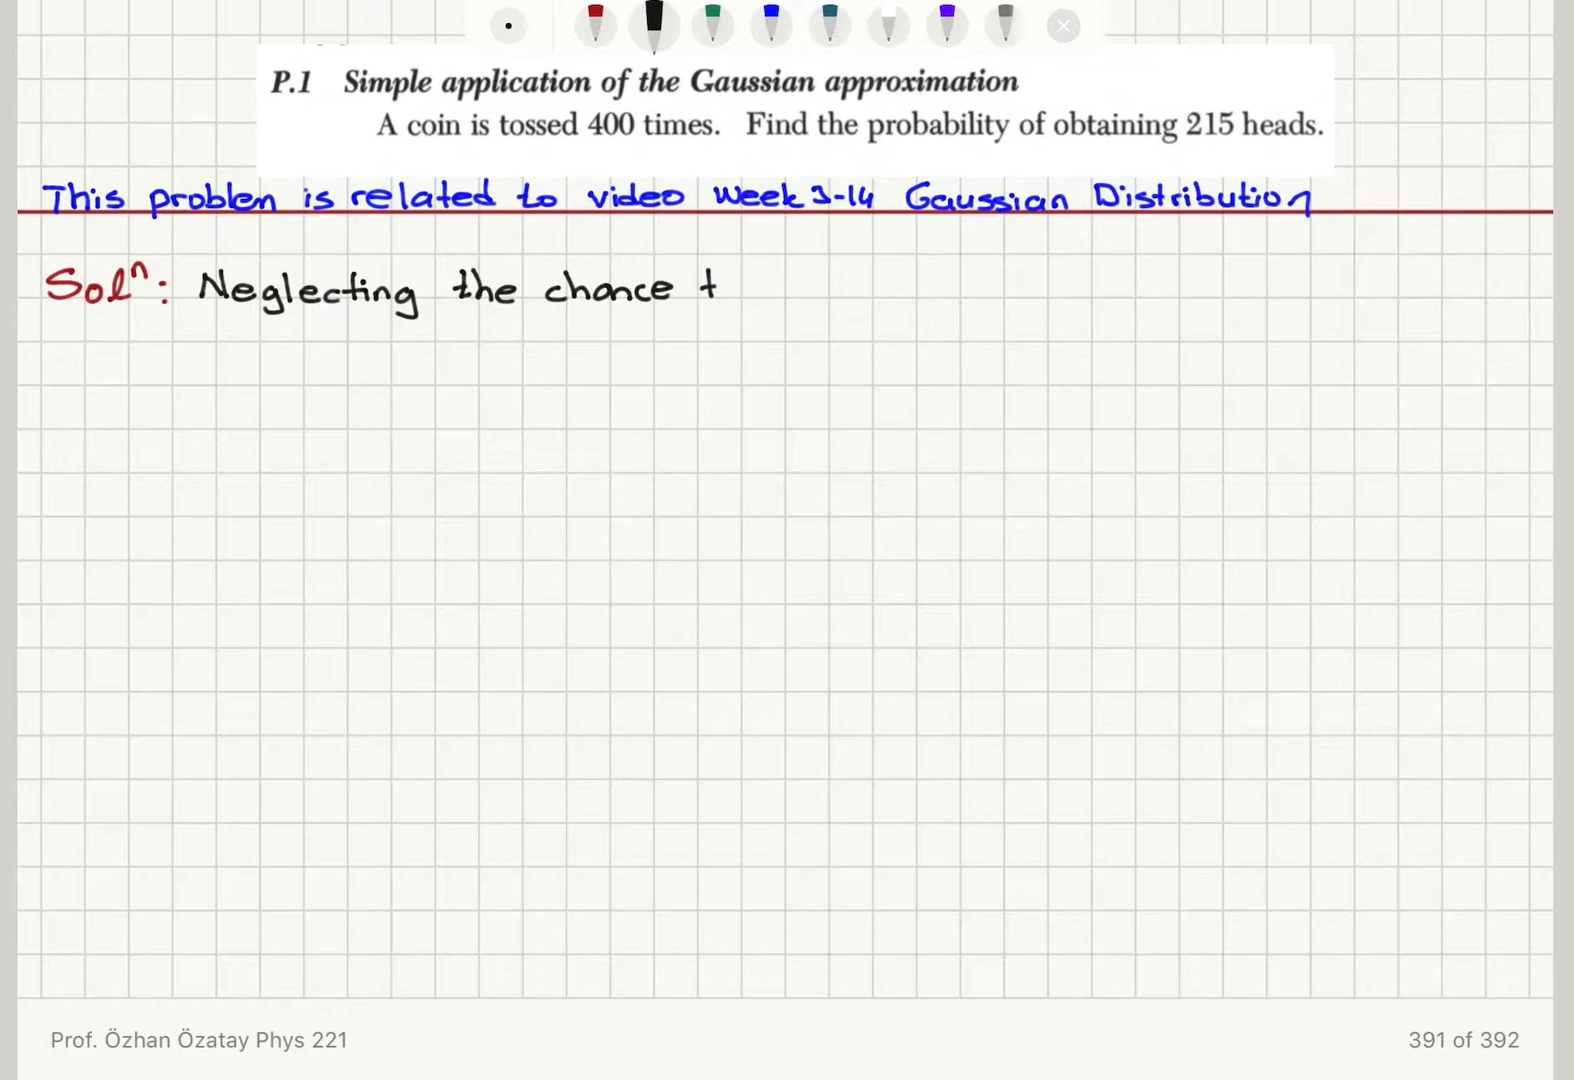 P.1 Simple application of the Gaussian approximation
A coin is tossed 400 times. Find the probability of obtaining 215 heads.
This problem is related to video Week 3-14 Gaussian Distribution
Solⁿ: Neglecting the chance t
Prof. Özhan Özatay Phys 221
391 of 392